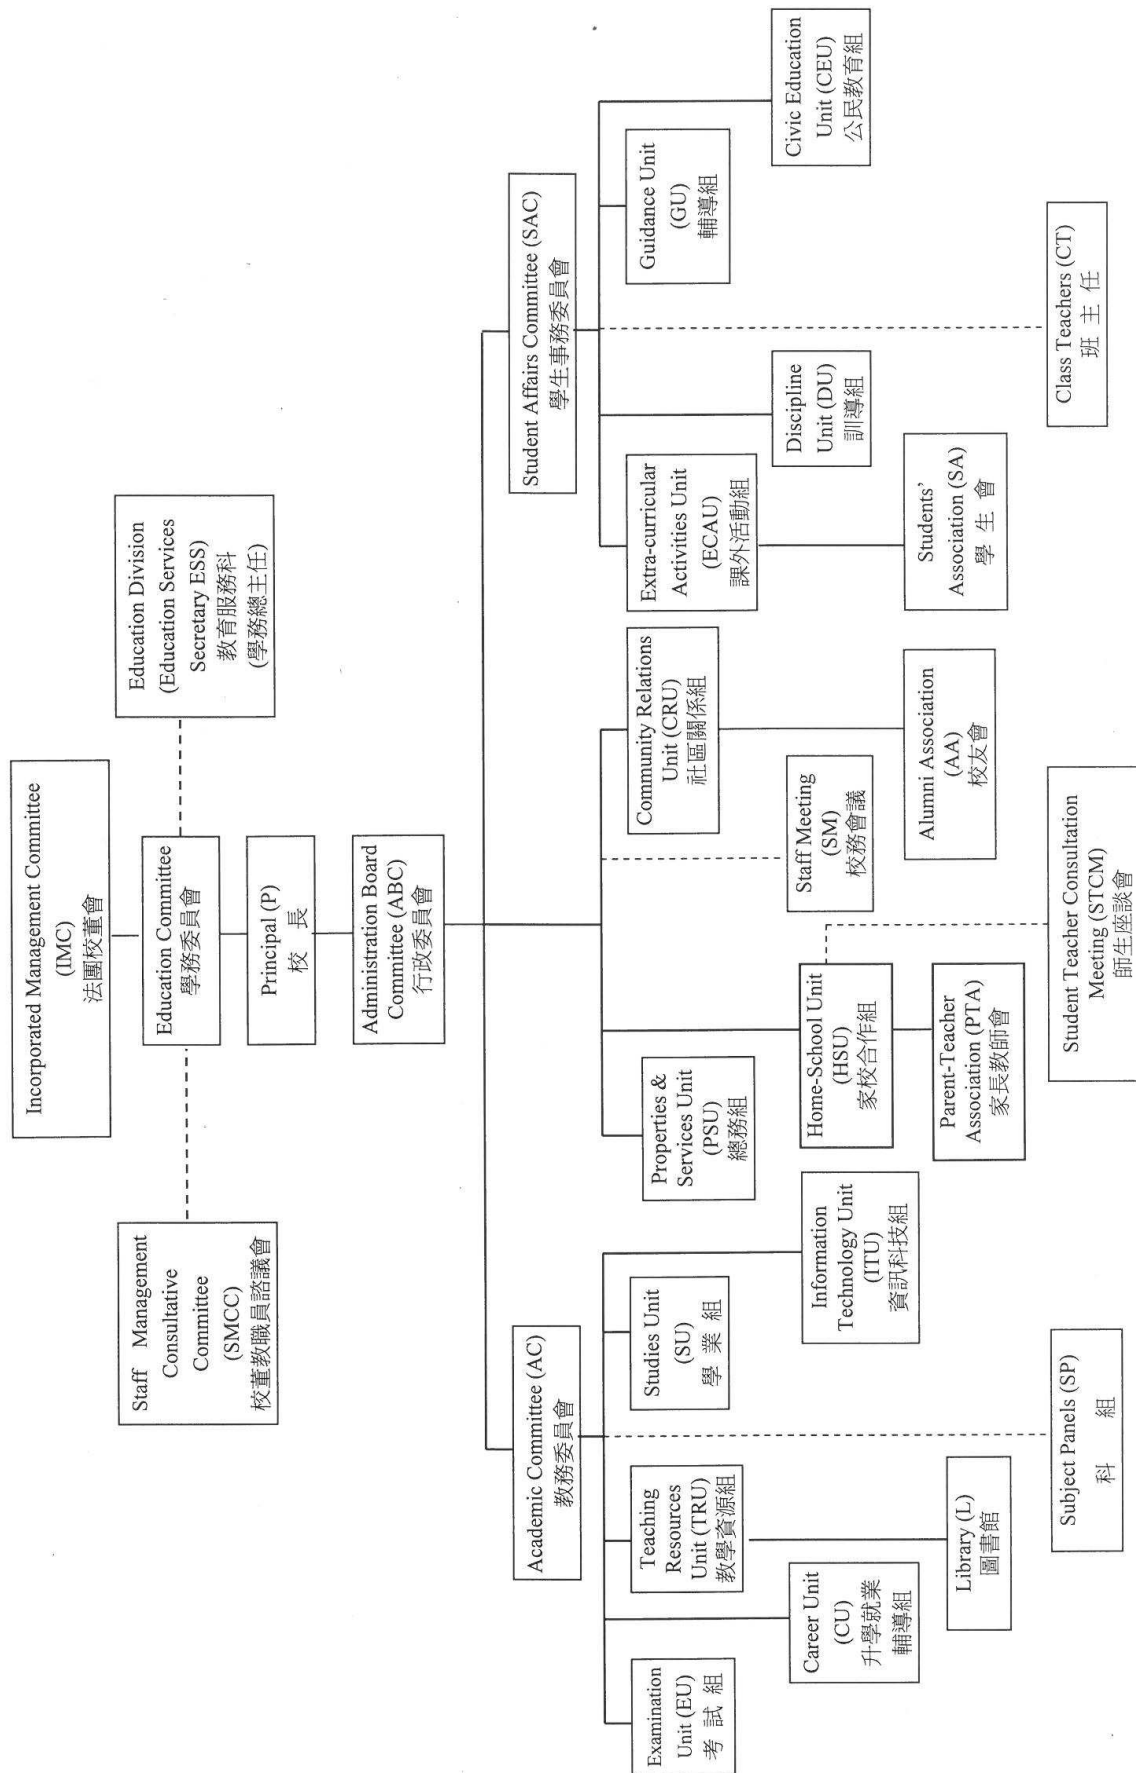 Incorporated Management Committee
(IMC)
法團校董會
Staff Management
Consultative
Committee
(SMCC)
校董教職員諮議會
Education Committee
學務委員會
Education Division
(Education Services
Secretary ESS)
教育服務科
(學務總主任)
Principal (P)
校 長
Administration Board
Committee (ABC)
行政委員會
Academic Committee (AC)
教務委員會
Student Affairs Committee (SAC)
學生事務委員會
Examination
Unit (EU)
考 試 組
Teaching
Resources
Unit (TRU)
教學資源組
Studies Unit
(SU)
學 業 組
Properties &
Services Unit
(PSU)
總務組
Community Relations
Unit (CRU)
社區關係組
Extra-curricular
Activities Unit
(ECAU)
課外活動組
Guidance Unit
(GU)
輔導組
Career Unit
(CU)
升學就業
輔導組
Information
Technology Unit
(ITU)
資訊科技組
Home-School Unit
(HSU)
家校合作組
Staff Meeting
(SM)
校務會議
Discipline
Unit (DU)
訓導組
Civic Education
Unit (CEU)
公民教育組
Library (L)
圖書館
Parent-Teacher
Association (PTA)
家長教師會
Alumni Association
(AA)
校友會
Students'
Association (SA)
學 生 會
Subject Panels (SP)
科 組
Student Teacher Consultation
Meeting (STCM)
師生座談會
Class Teachers (CT)
班 主 任